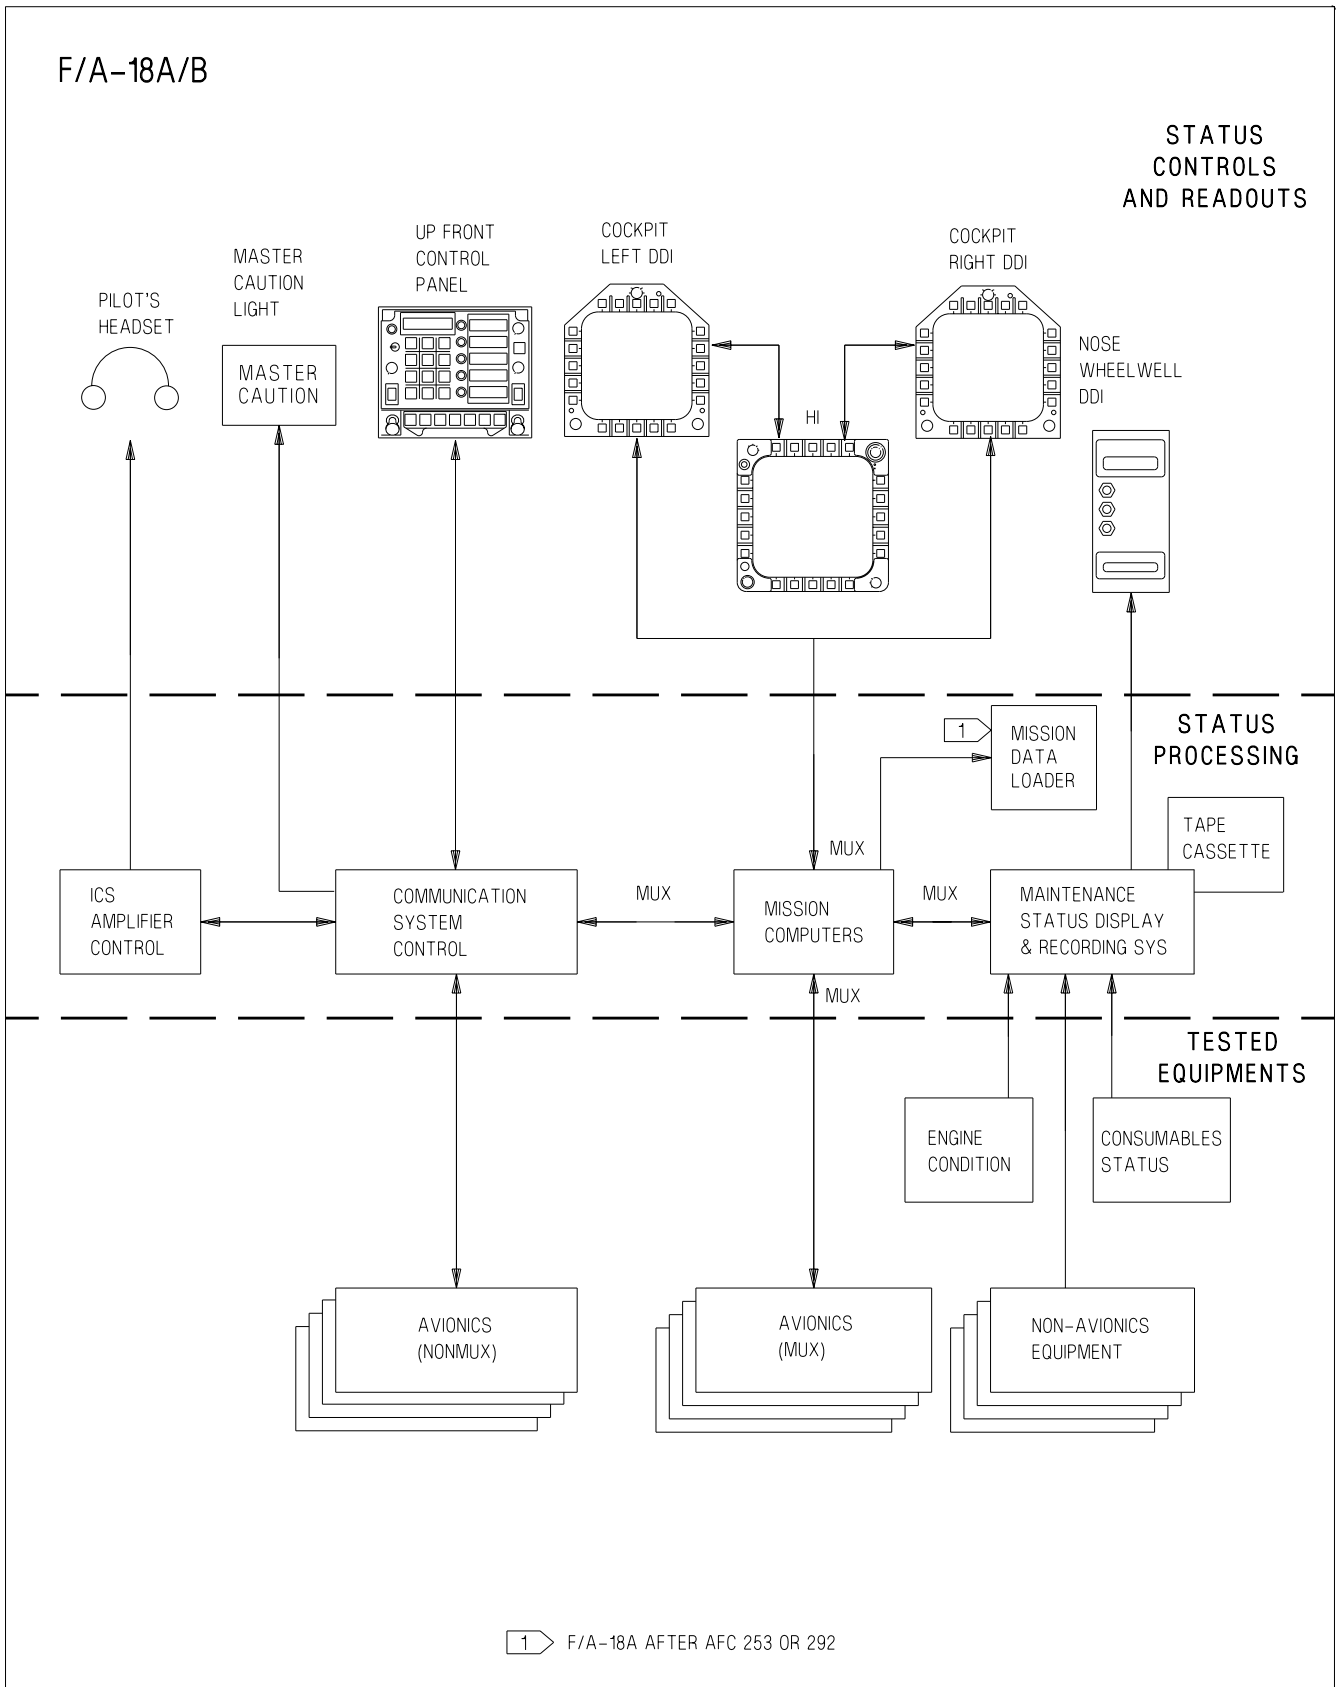 F/A-18A/B
STATUS
CONTROLS
AND READOUTS
PILOT'S
HEADSET
MASTER
CAUTION
LIGHT
MASTER
CAUTION
UP FRONT
CONTROL
PANEL
COCKPIT
LEFT DDI
COCKPIT
RIGHT DDI
HI
NOSE
WHEELWELL
DDI
STATUS
PROCESSING
1
MISSION
DATA
LOADER
TAPE
CASSETTE
MUX
ICS
AMPLIFIER
CONTROL
COMMUNICATION
SYSTEM
CONTROL
MUX
MISSION
COMPUTERS
MUX
MAINTENANCE
STATUS DISPLAY
& RECORDING SYS
MUX
TESTED
EQUIPMENTS
ENGINE
CONDITION
CONSUMABLES
STATUS
AVIONICS
(NONMUX)
AVIONICS
(MUX)
NON-AVIONICS
EQUIPMENT
1 F/A-18A AFTER AFC 253 OR 292